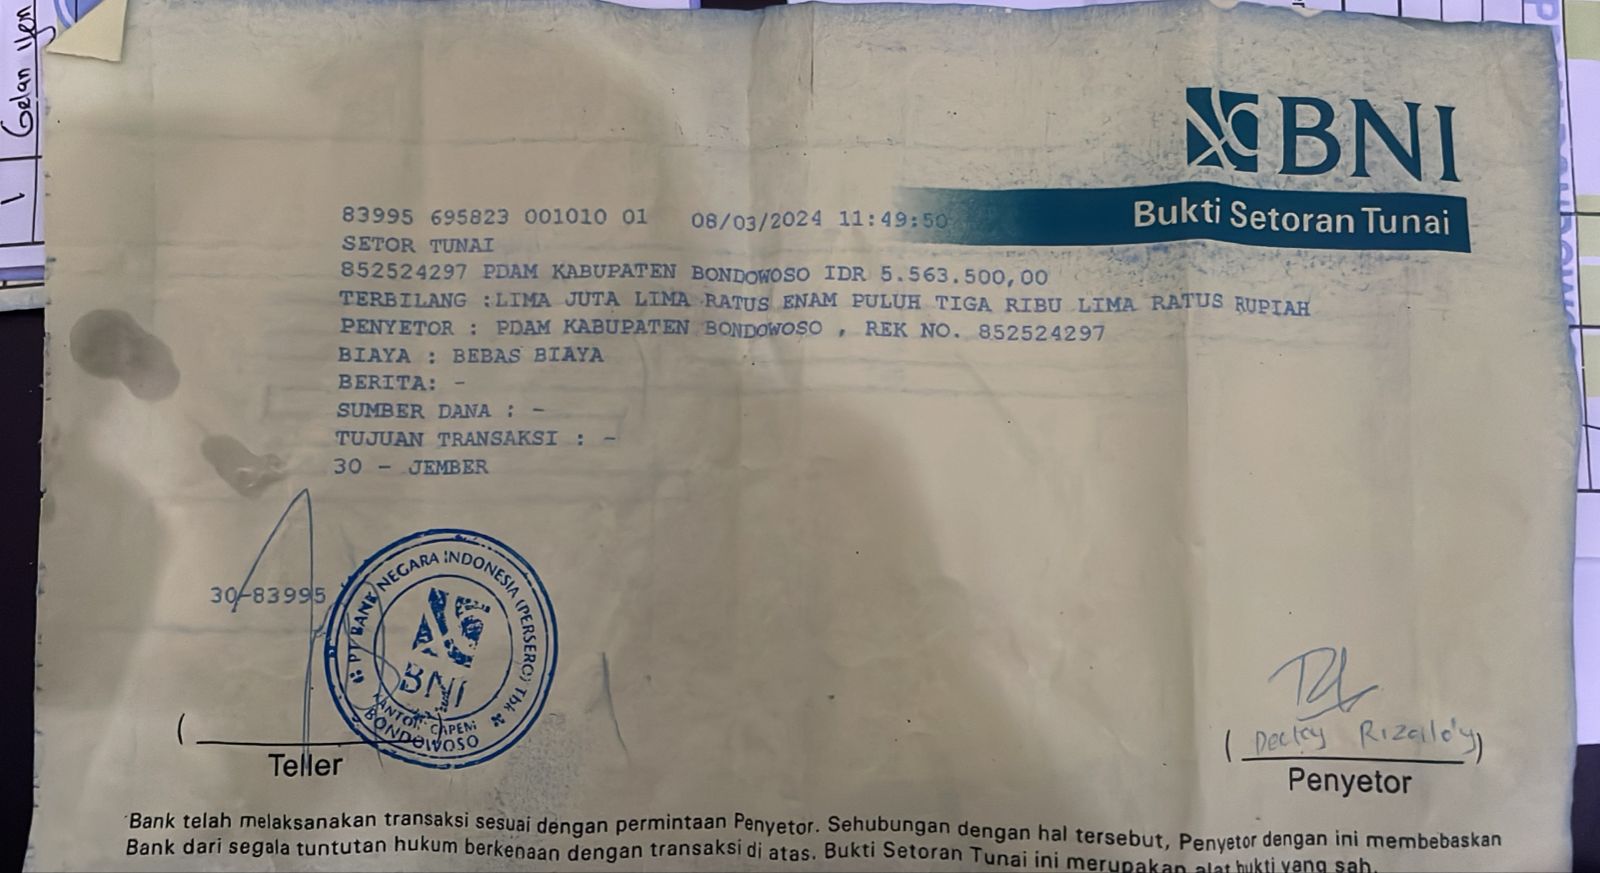 1 Gelan
BNI
Bukti Setoran Tunai
83995 695823 001010 01 08/03/2024 11:49:50
SETOR TUNAI
852524297 PDAM KABUPATEN BONDOWOSO IDR 5.563.500,00
TERBILANG :LIMA JUTA LIMA RATUS ENAM PULUH TIGA RIBU LIMA RATUS RUPIAH
PENYETOR : PDAM KABUPATEN BONDOWOSO , REK NO. 852524297
BIAYA : BEBAS BIAYA
BERITA: -
SUMBER DANA : -
TUJUAN TRANSAKSI : -
30 - JEMBER
30-83995
PT BANK NEGARA INDONESIA (PERSERO) Tbk
BNI
KANTOR CAPEM
BONDOWOSO
( Teller
( )
Penyetor
Bank telah melaksanakan transaksi sesuai dengan permintaan Penyetor. Sehubungan dengan hal tersebut, Penyetor dengan ini membebaskan
Bank dari segala tuntutan hukum berkenaan dengan transaksi di atas. Bukti Setoran Tunai ini merupakan alat bukti yang sah.